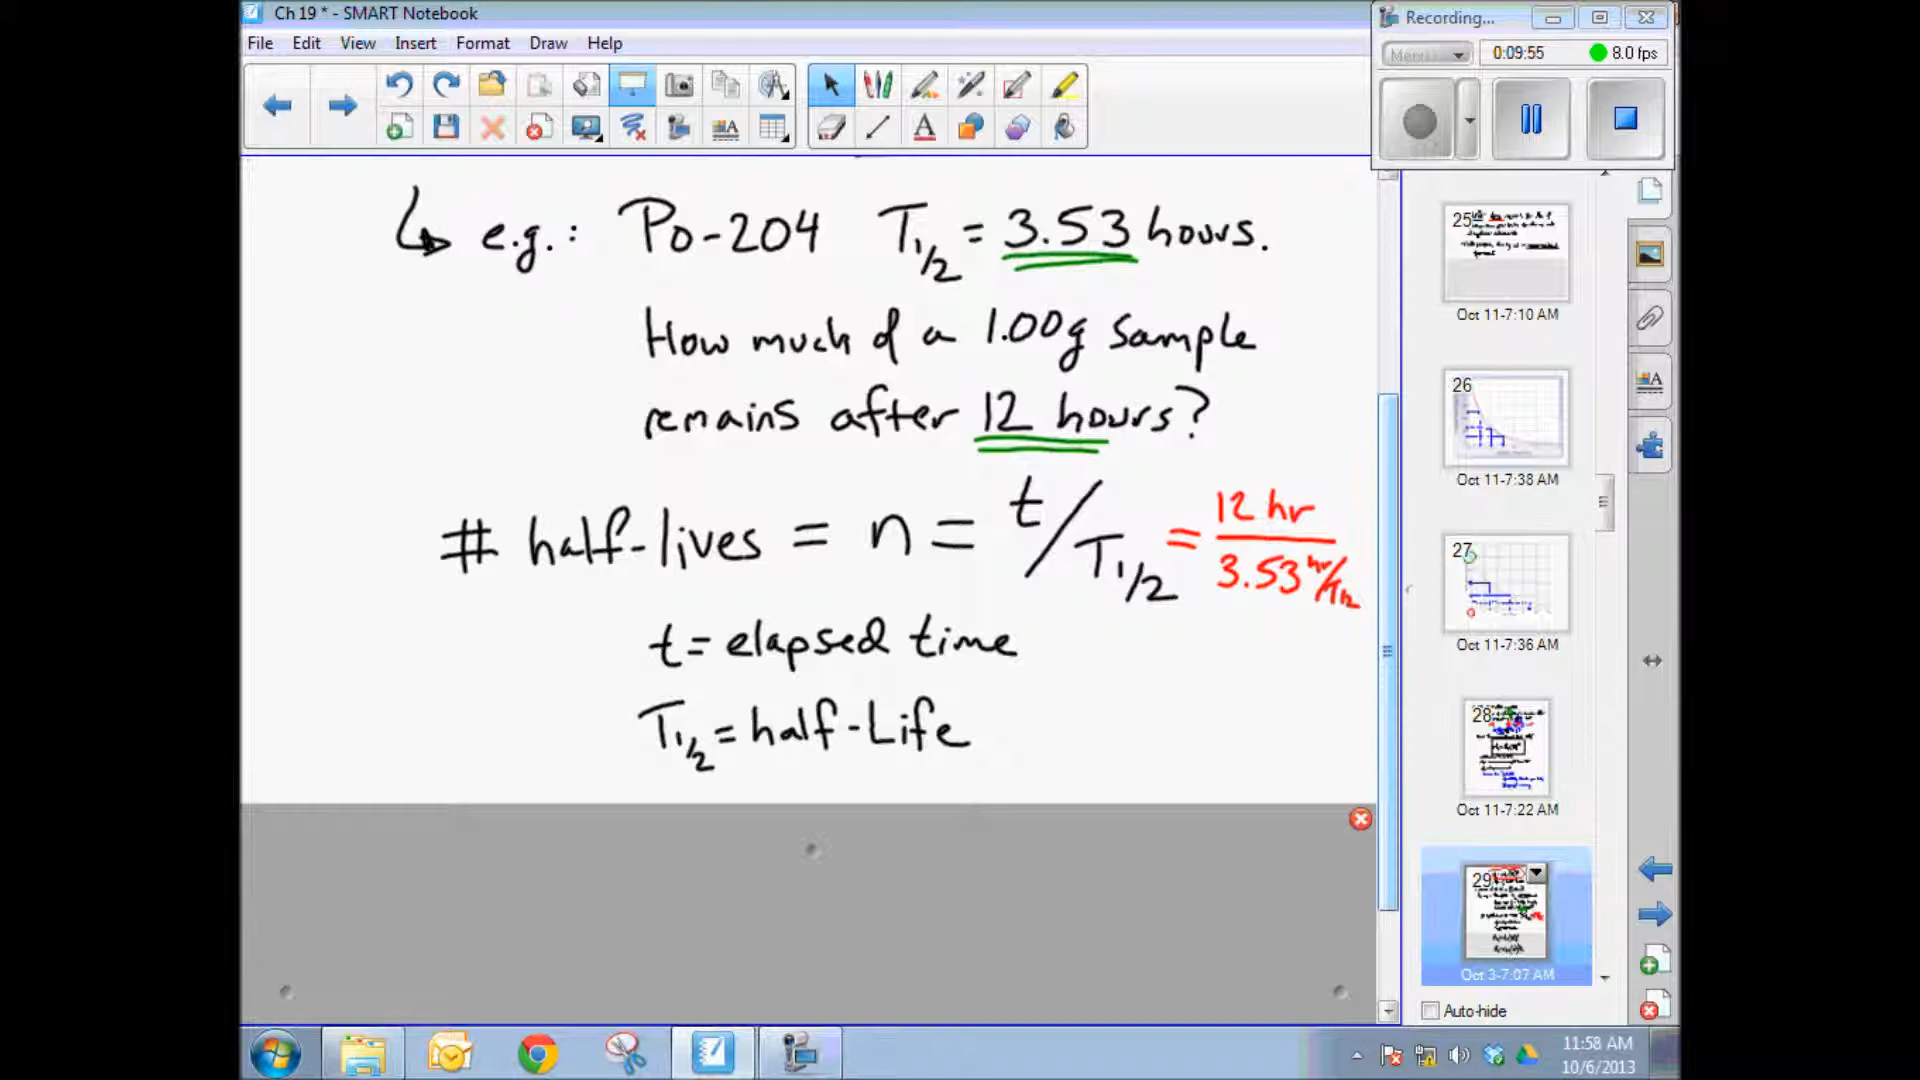 Ch 19 * - SMART Notebook
File Edit View Insert Format Draw Help
Recording...
Menu
0:09:55
8.0 fps
e.g.: Po-204 T1/2 = 3.53 hours.
How much of a 1.00g sample
remains after 12 hours?
# half-lives = n = t/T1/2 = 12 hr / 3.53 hr/T1/2
t = elapsed time
T1/2 = half-Life
25
Oct 11-7:10 AM
26
Oct 11-7:38 AM
27
Oct 11-7:36 AM
28
Oct 11-7:22 AM
29
Oct 3-7:07 AM
Auto-hide
11:58 AM
10/6/2013